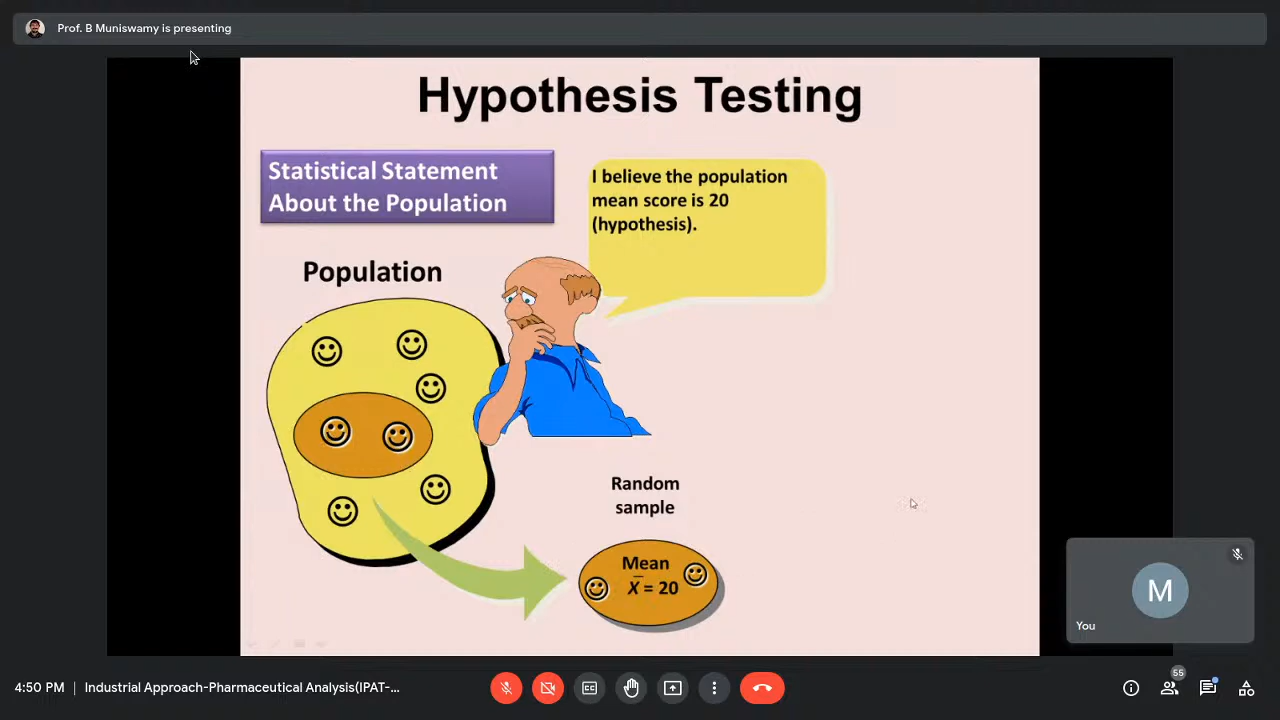 Prof. B Muniswamy is presenting
Hypothesis Testing
Statistical Statement
About the Population
I believe the population
mean score is 20
(hypothesis).
Population
Random
sample
Mean
X̄ = 20
M
You
4:50 PM | Industrial Approach-Pharmaceutical Analysis(IPAT-...
CC
55